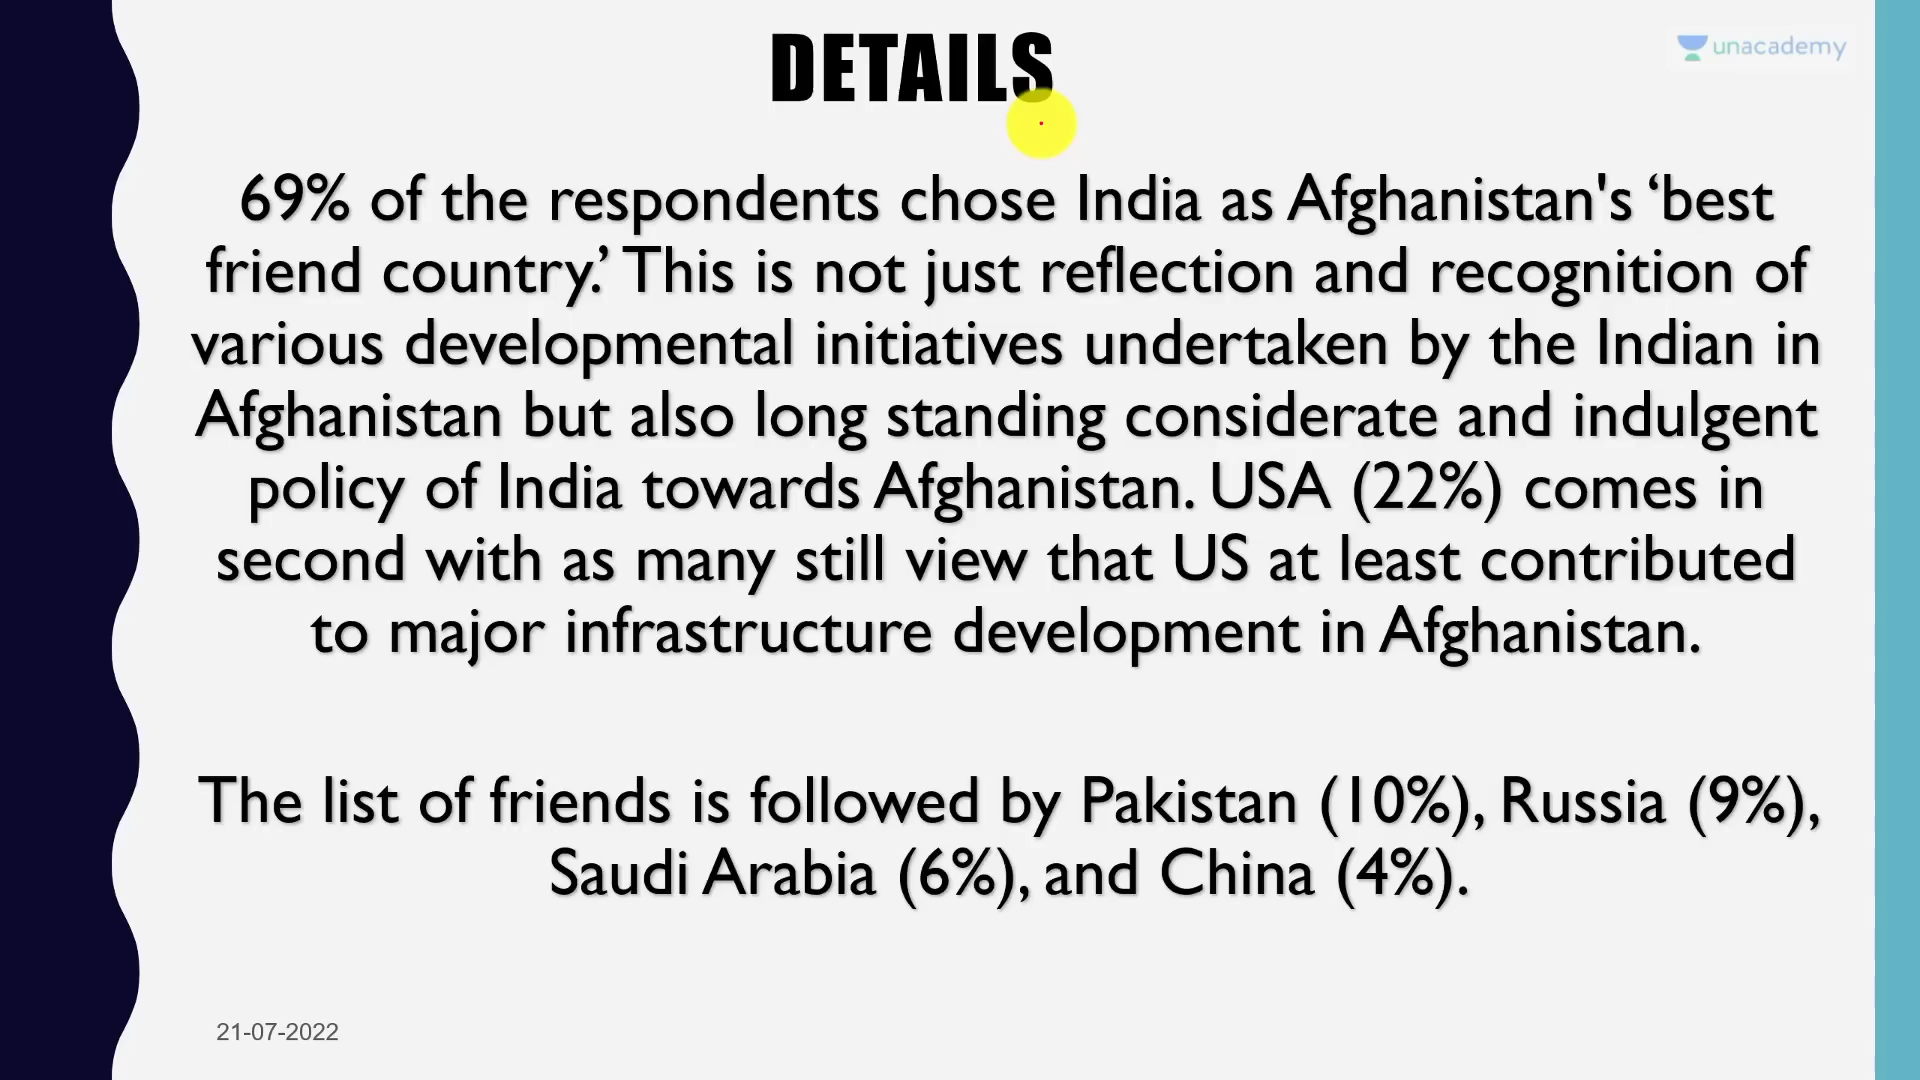 DETAILS
unacademy
69% of the respondents chose India as Afghanistan's ‘best
friend country.’ This is not just reflection and recognition of
various developmental initiatives undertaken by the Indian in
Afghanistan but also long standing considerate and indulgent
policy of India towards Afghanistan. USA (22%) comes in
second with as many still view that US at least contributed
to major infrastructure development in Afghanistan.
The list of friends is followed by Pakistan (10%), Russia (9%),
Saudi Arabia (6%), and China (4%).
21-07-2022